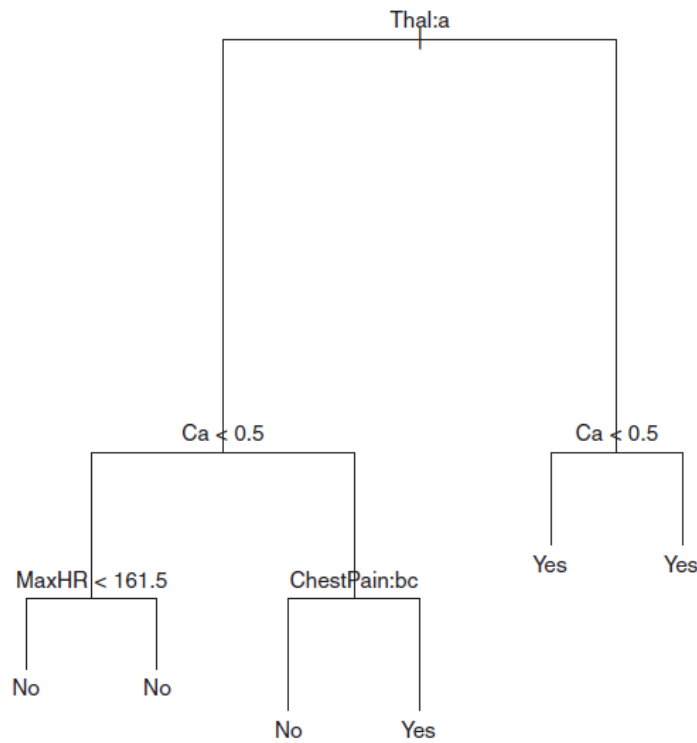 Thal:a
Ca < 0.5
Ca < 0.5
MaxHR < 161.5
ChestPain:bc
Yes
Yes
No
No
No
Yes